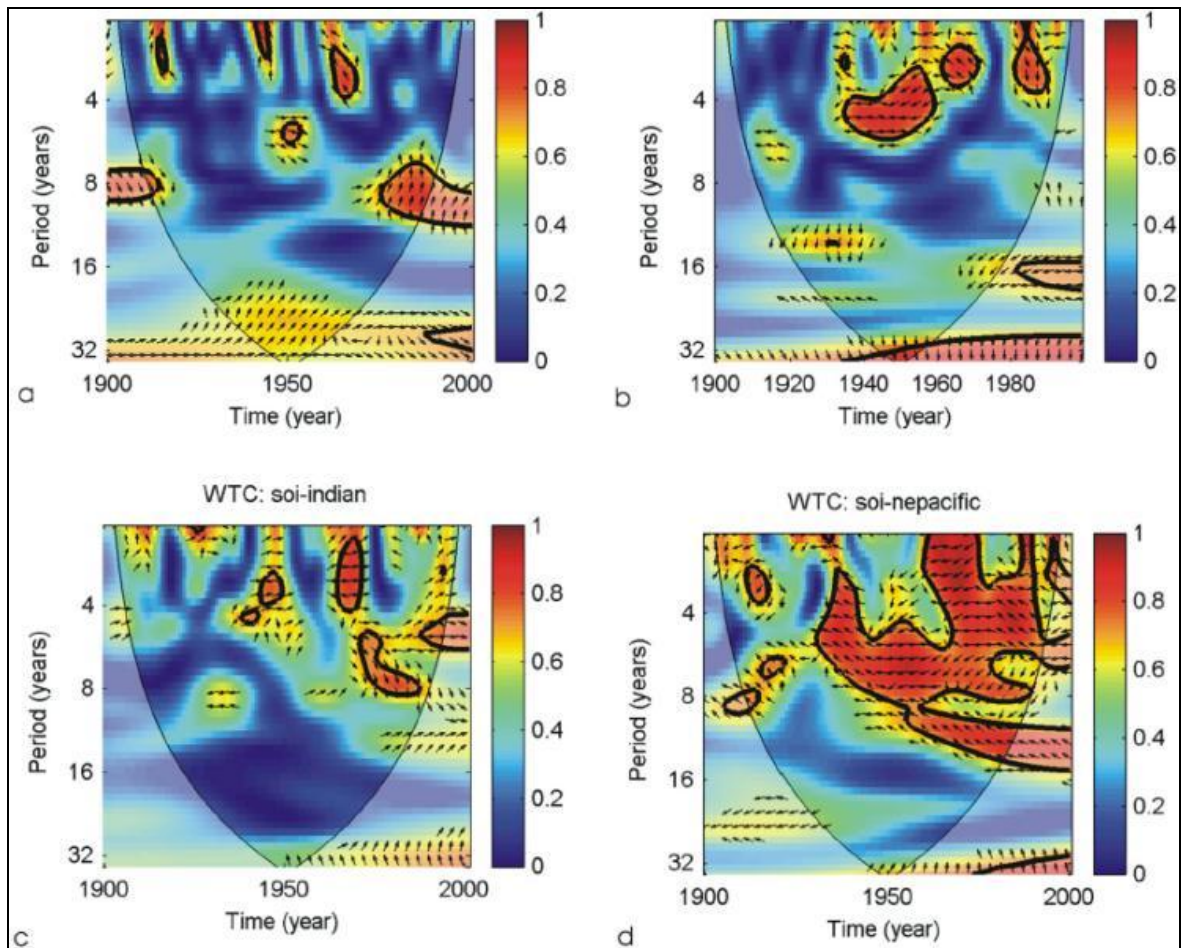 1
0.8
0.6
0.4
0.2
0
4
8
16
32
Period (years)
1900 1950 2000
Time (year)
a
1
0.8
0.6
0.4
0.2
0
4
8
16
32
Period (years)
1900 1920 1940 1960 1980
Time (year)
b
WTC: soi-indian
1
0.8
0.6
0.4
0.2
0
4
8
16
32
Period (years)
1900 1950 2000
Time (year)
c
WTC: soi-nepacific
1
0.8
0.6
0.4
0.2
0
4
8
16
32
Period (years)
1900 1950 2000
Time (year)
d